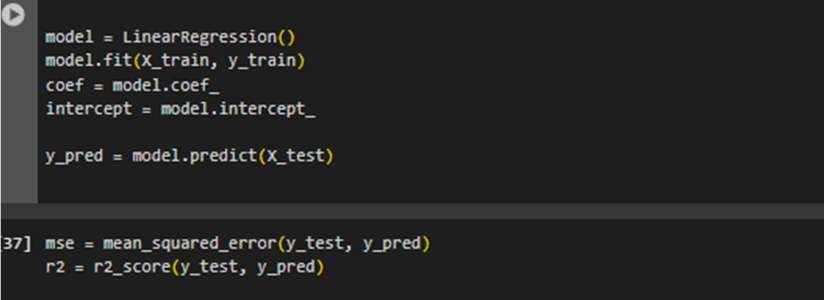 model = LinearRegression()
model.fit(X_train, y_train)
coef = model.coef_
intercept = model.intercept_
y_pred = model.predict(X_test)
37] mse = mean_squared_error(y_test, y_pred)
r2 = r2_score(y_test, y_pred)